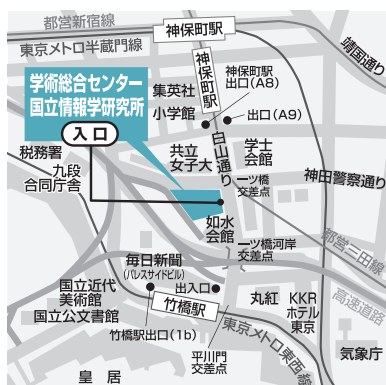 都営新宿線
東京メトロ半蔵門線
神保町駅
靖国通り
学術総合センター
国立情報学研究所
入口
集英社
小学館
神保町駅
神保町駅
出口(A8)
出口(A9)
白山通り
税務署
九段
合同庁舎
共立
女子大
学士
会館
一ツ橋
交差点
神田警察通り
如水
会館
一ツ橋河岸
交差点
都営三田線
毎日新聞
(パレスサイドビル)
出入口
国立近代
美術館
国立公文書館
竹橋駅
竹橋駅出口(1b)
丸紅
KKR
ホテル
東京
高速道路
平川門
交差点
東京メトロ東西線
気象庁
皇居